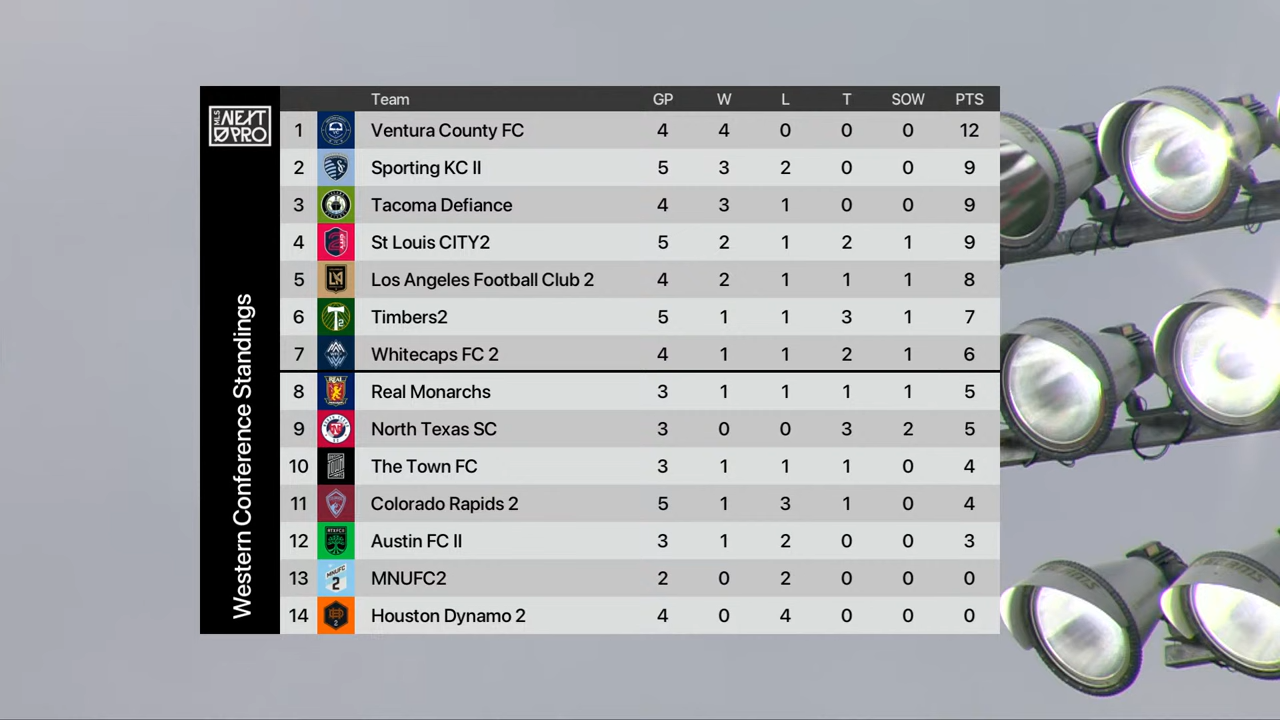 MLS NEXT PRO
Western Conference Standings
Team GP W L T SOW PTS
1 Ventura County FC 4 4 0 0 0 12
2 Sporting KC II 5 3 2 0 0 9
3 Tacoma Defiance 4 3 1 0 0 9
4 St Louis CITY2 5 2 1 2 1 9
5 Los Angeles Football Club 2 4 2 1 1 1 8
6 Timbers2 5 1 1 3 1 7
7 Whitecaps FC 2 4 1 1 2 1 6
8 Real Monarchs 3 1 1 1 1 5
9 North Texas SC 3 0 0 3 2 5
10 The Town FC 3 1 1 1 0 4
11 Colorado Rapids 2 5 1 3 1 0 4
12 Austin FC II 3 1 2 0 0 3
13 MNUFC2 2 0 2 0 0 0
14 Houston Dynamo 2 4 0 4 0 0 0